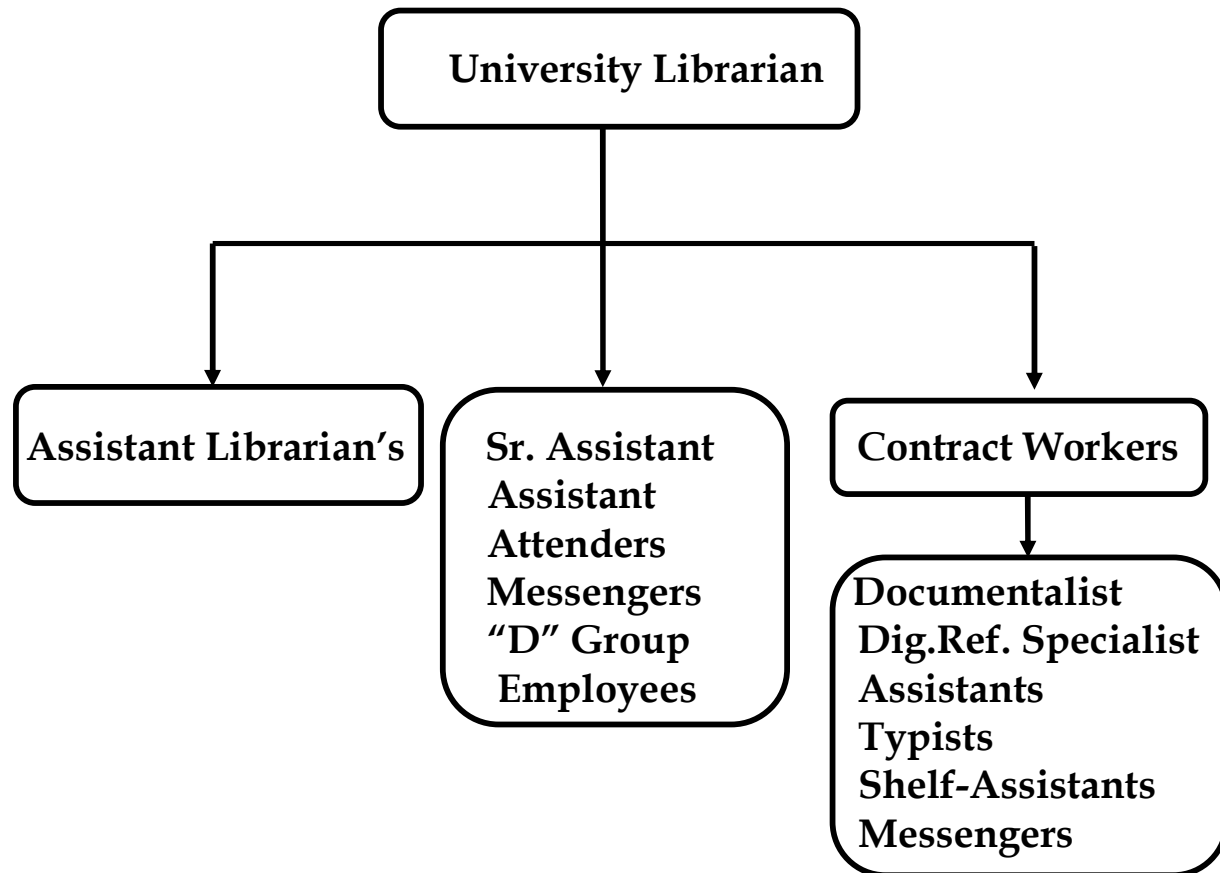 University Librarian
Assistant Librarian’s
Sr. Assistant
Assistant
Attenders
Messengers
“D” Group
Employees
Contract Workers
Documentalist
Dig.Ref. Specialist
Assistants
Typists
Shelf-Assistants
Messengers